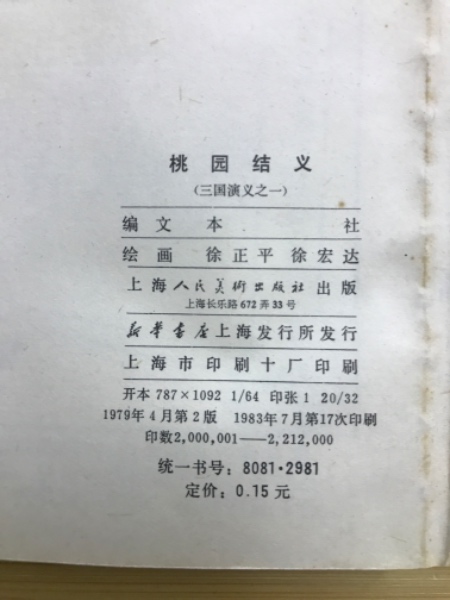 桃园结义
（三国演义之一）
编文 本社
绘画 徐正平 徐宏达
上海人民美術出版社出版
上海长乐路672弄33号
新华书店上海发行所发行
上海市印刷十厂印刷
开本 787×1092 1/64 印张 1 20/32
1979年4月第2版 1983年7月第17次印刷
印数2,000,001——2,212,000
统一书号：8081·2981
定价：0.15元